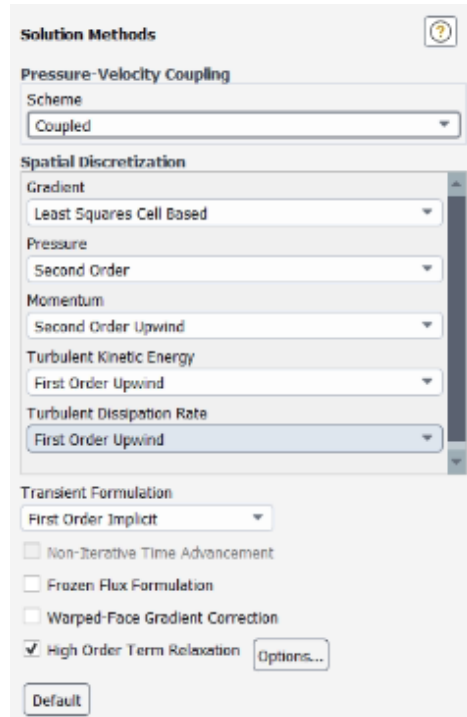 Solution Methods
Pressure-Velocity Coupling
Scheme
Coupled
Spatial Discretization
Gradient
Least Squares Cell Based
Pressure
Second Order
Momentum
Second Order Upwind
Turbulent Kinetic Energy
First Order Upwind
Turbulent Dissipation Rate
First Order Upwind
Transient Formulation
First Order Implicit
Non-Iterative Time Advancement
Frozen Flux Formulation
Warped-Face Gradient Correction
High Order Term Relaxation Options...
Default